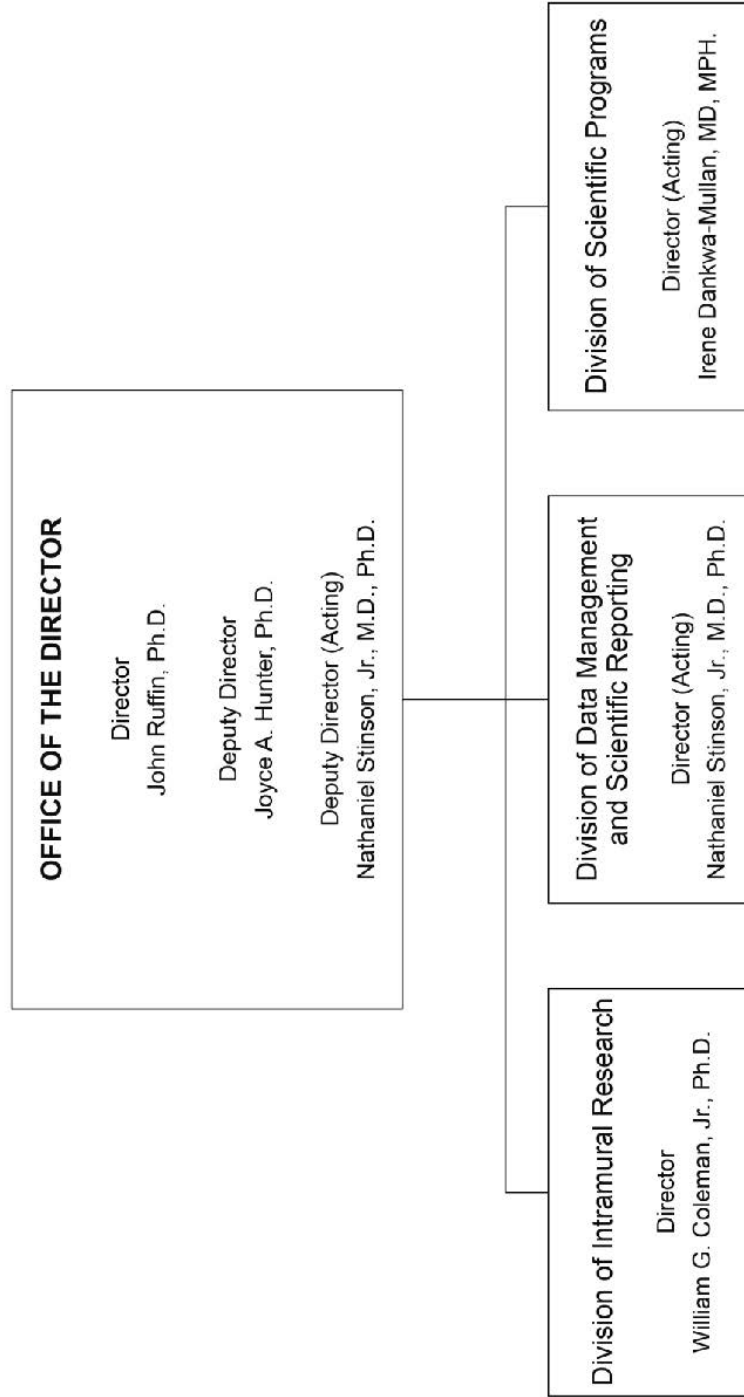 OFFICE OF THE DIRECTOR
Director
John Ruffin, Ph.D.
Deputy Director
Joyce A. Hunter, Ph.D.
Deputy Director (Acting)
Nathaniel Stinson, Jr., M.D., Ph.D.
Division of Intramural Research
Director
William G. Coleman, Jr., Ph.D.
Division of Data Management
and Scientific Reporting
Director (Acting)
Nathaniel Stinson, Jr., M.D., Ph.D.
Division of Scientific Programs
Director (Acting)
Irene Dankwa-Mullan, MD, MPH.